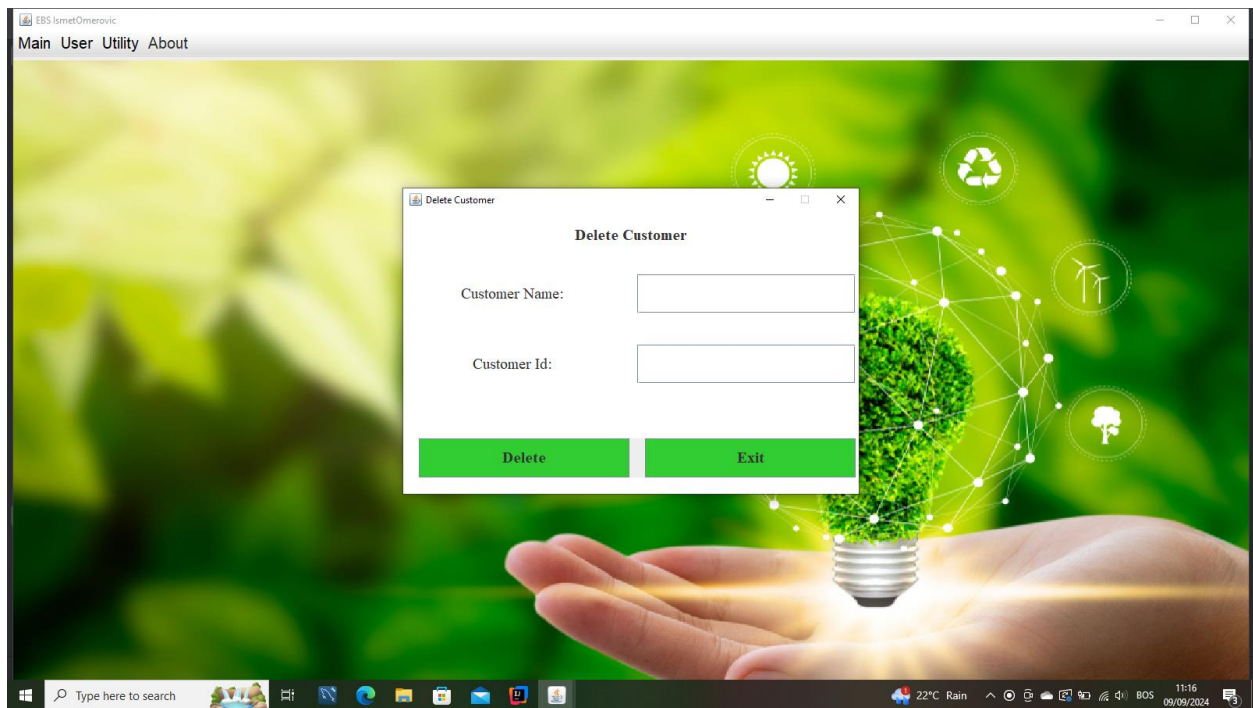 EBS IsmetOmerovic
Main User Utility About
Delete Customer
Delete Customer
Customer Name:
Customer Id:
Delete Exit
Type here to search
22°C Rain
BOS
11:16
09/09/2024
3